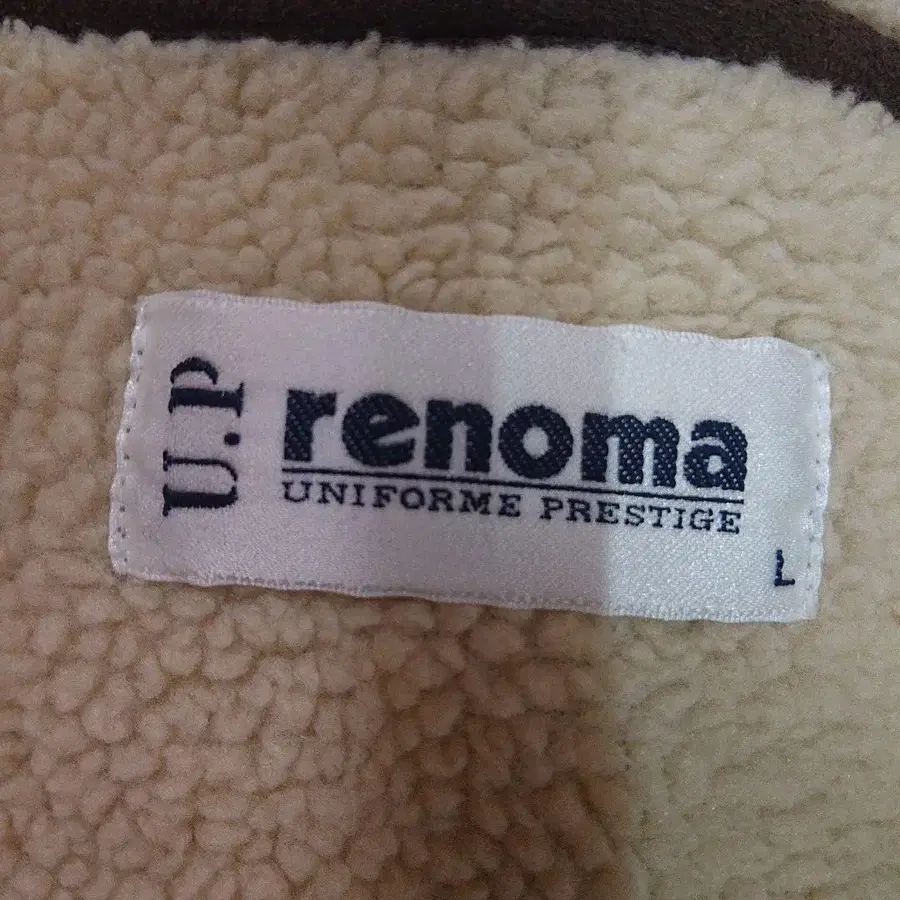 U.P
renoma
UNIFORME PRESTIGE
L